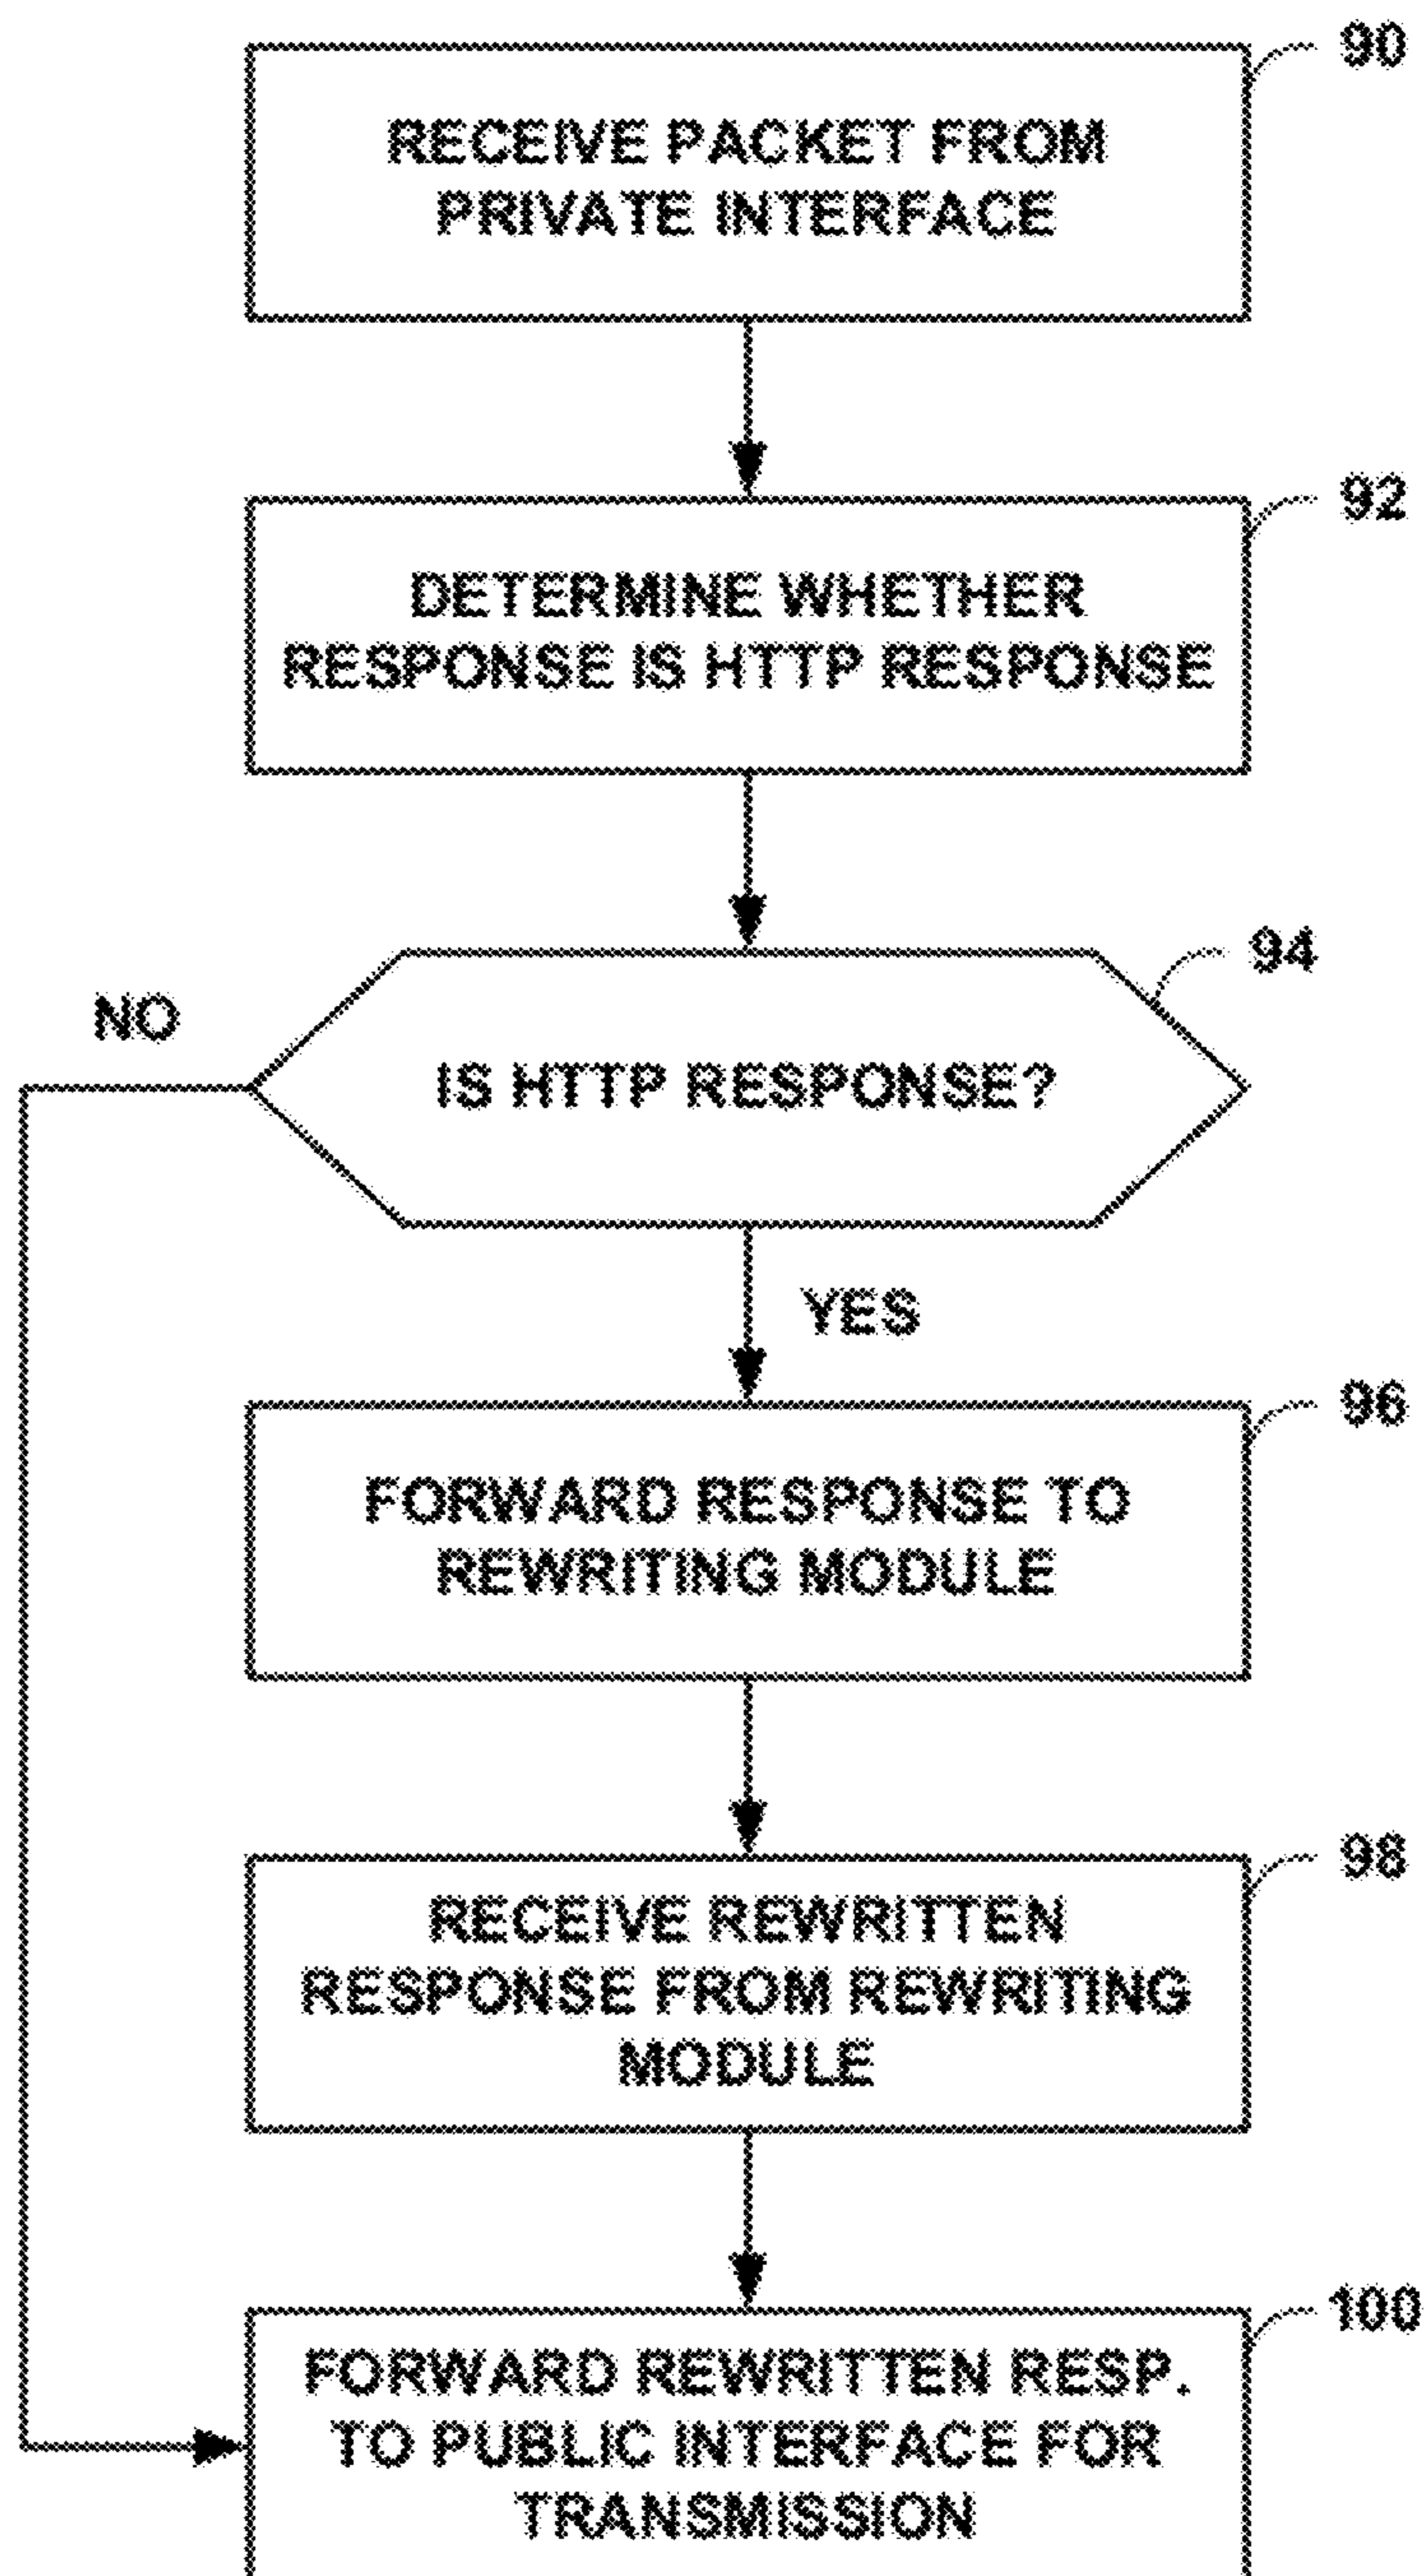 90
RECEIVE PACKET FROM
PRIVATE INTERFACE
92
DETERMINE WHETHER
RESPONSE IS HTTP RESPONSE
94
NO
IS HTTP RESPONSE?
YES
96
FORWARD RESPONSE TO
REWRITING MODULE
98
RECEIVE REWRITTEN
RESPONSE FROM REWRITING
MODULE
100
FORWARD REWRITTEN RESP.
TO PUBLIC INTERFACE FOR
TRANSMISSION